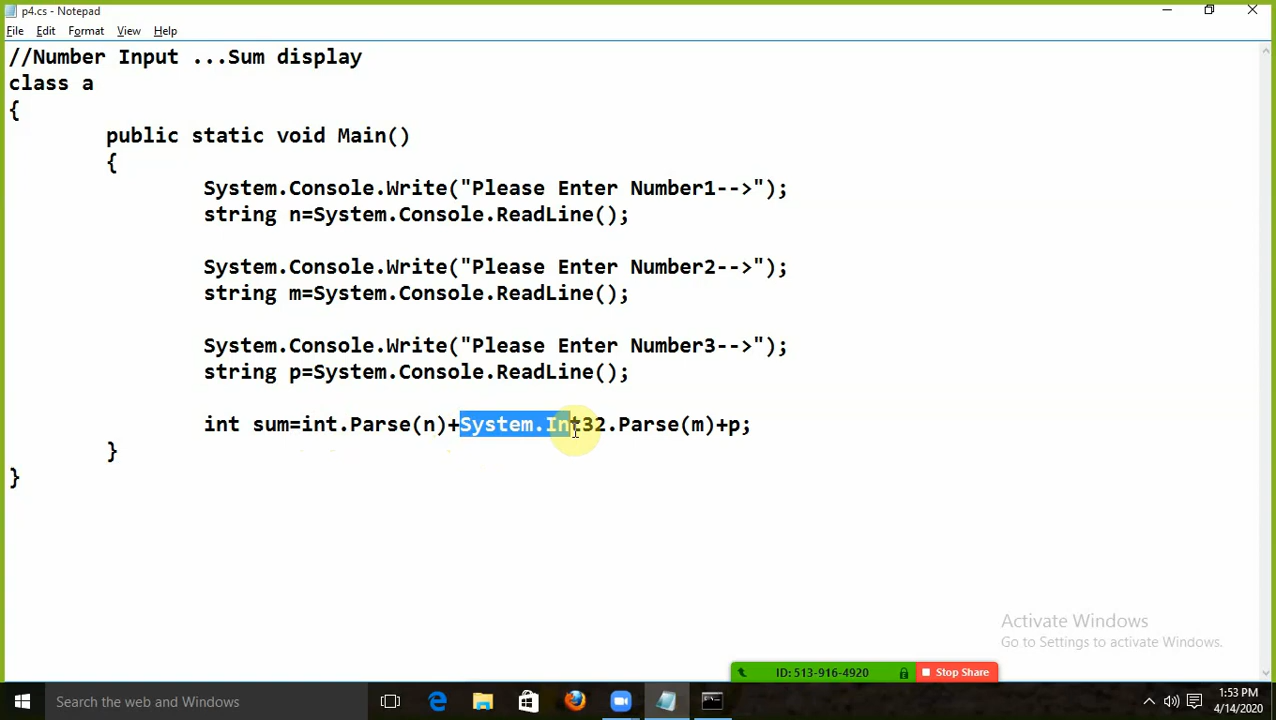 p4.cs - Notepad
File Edit Format View Help
//Number Input ...Sum display
class a
{
public static void Main()
{
System.Console.Write("Please Enter Number1-->");
string n=System.Console.ReadLine();
System.Console.Write("Please Enter Number2-->");
string m=System.Console.ReadLine();
System.Console.Write("Please Enter Number3-->");
string p=System.Console.ReadLine();
int sum=int.Parse(n)+System.Int32.Parse(m)+p;
}
}
Activate Windows
Go to Settings to activate Windows.
ID: 513-916-4920 Stop Share
Search the web and Windows
1:53 PM
4/14/2020